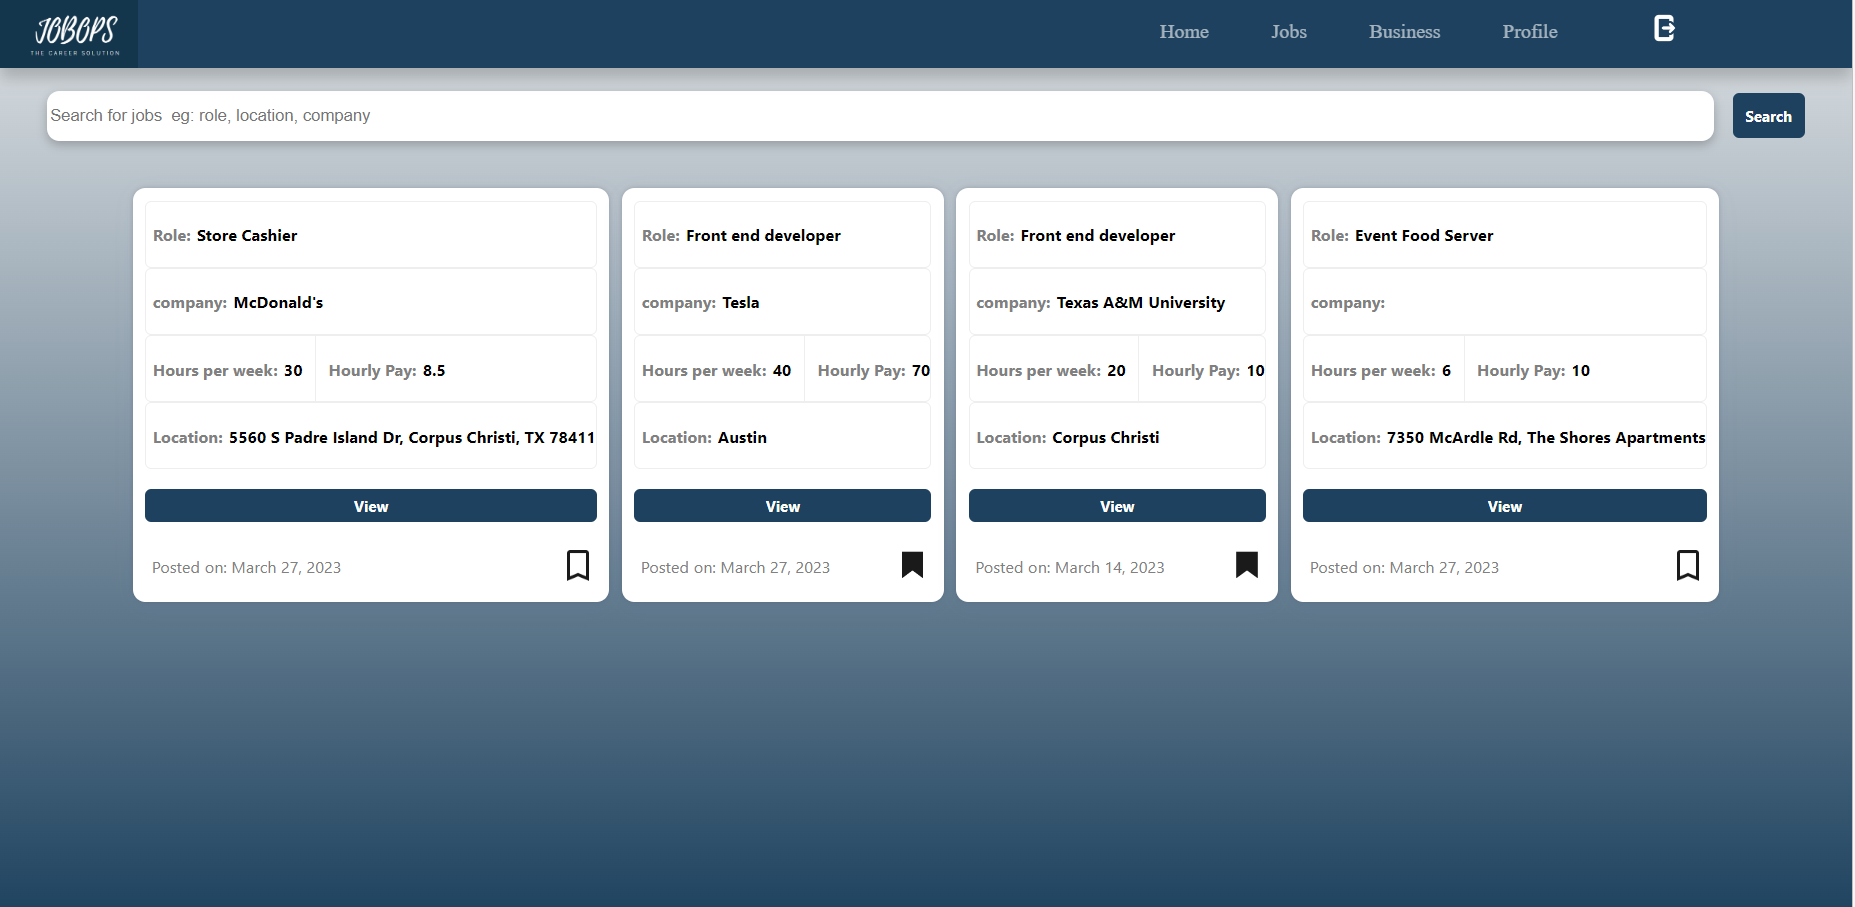 JOBOPS
THE CAREER SOLUTION
Home Jobs Business Profile
Search for jobs  eg: role, location, company
Search
Role: Store Cashier
company: McDonald's
Hours per week: 30 Hourly Pay: 8.5
Location: 5560 S Padre Island Dr, Corpus Christi, TX 78411
View
Posted on: March 27, 2023
Role: Front end developer
company: Tesla
Hours per week: 40 Hourly Pay: 70
Location: Austin
View
Posted on: March 27, 2023
Role: Front end developer
company: Texas A&M University
Hours per week: 20 Hourly Pay: 10
Location: Corpus Christi
View
Posted on: March 14, 2023
Role: Event Food Server
company:
Hours per week: 6 Hourly Pay: 10
Location: 7350 McArdle Rd, The Shores Apartments
View
Posted on: March 27, 2023